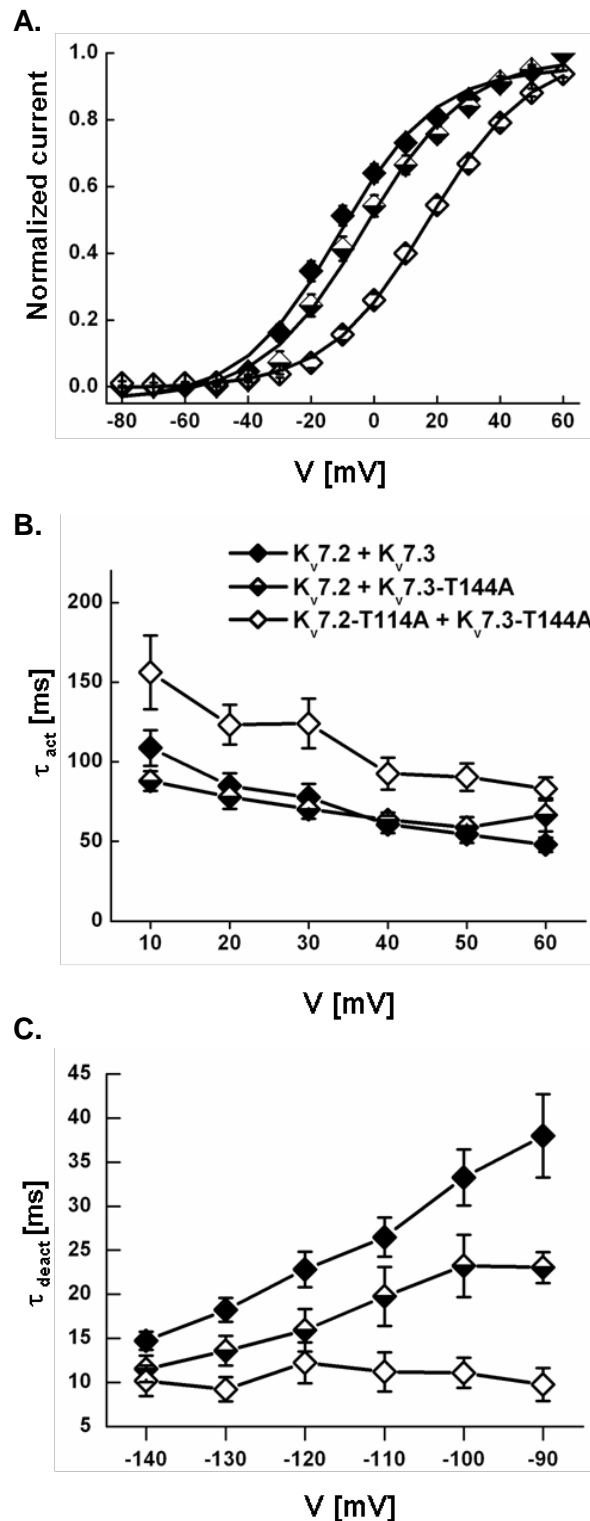 A.
Normalized current
1.0
0.8
0.6
0.4
0.2
0.0
-80 -60 -40 -20 0 20 40 60
V [mV]
B.
Kv7.2 + Kv7.3
Kv7.2 + Kv7.3-T144A
Kv7.2-T114A + Kv7.3-T144A
τ act [ms]
200
150
100
50
0
10 20 30 40 50 60
V [mV]
C.
τ deact [ms]
45
40
35
30
25
20
15
10
5
-140 -130 -120 -110 -100 -90
V [mV]